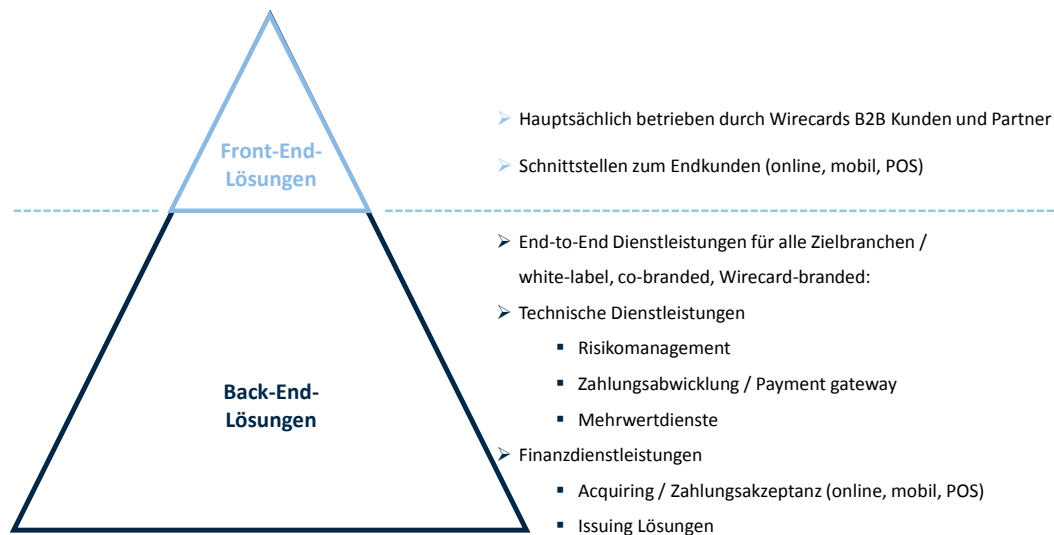 Front-End-
Lösungen
Hauptsächlich betrieben durch Wirecards B2B Kunden und Partner
Schnittstellen zum Endkunden (online, mobil, POS)
Back-End-
Lösungen
End-to-End Dienstleistungen für alle Zielbranchen /
white-label, co-branded, Wirecard-branded:
Technische Dienstleistungen
Risikomanagement
Zahlungsabwicklung / Payment gateway
Mehrwertdienste
Finanzdienstleistungen
Acquiring / Zahlungsakzeptanz (online, mobil, POS)
Issuing Lösungen